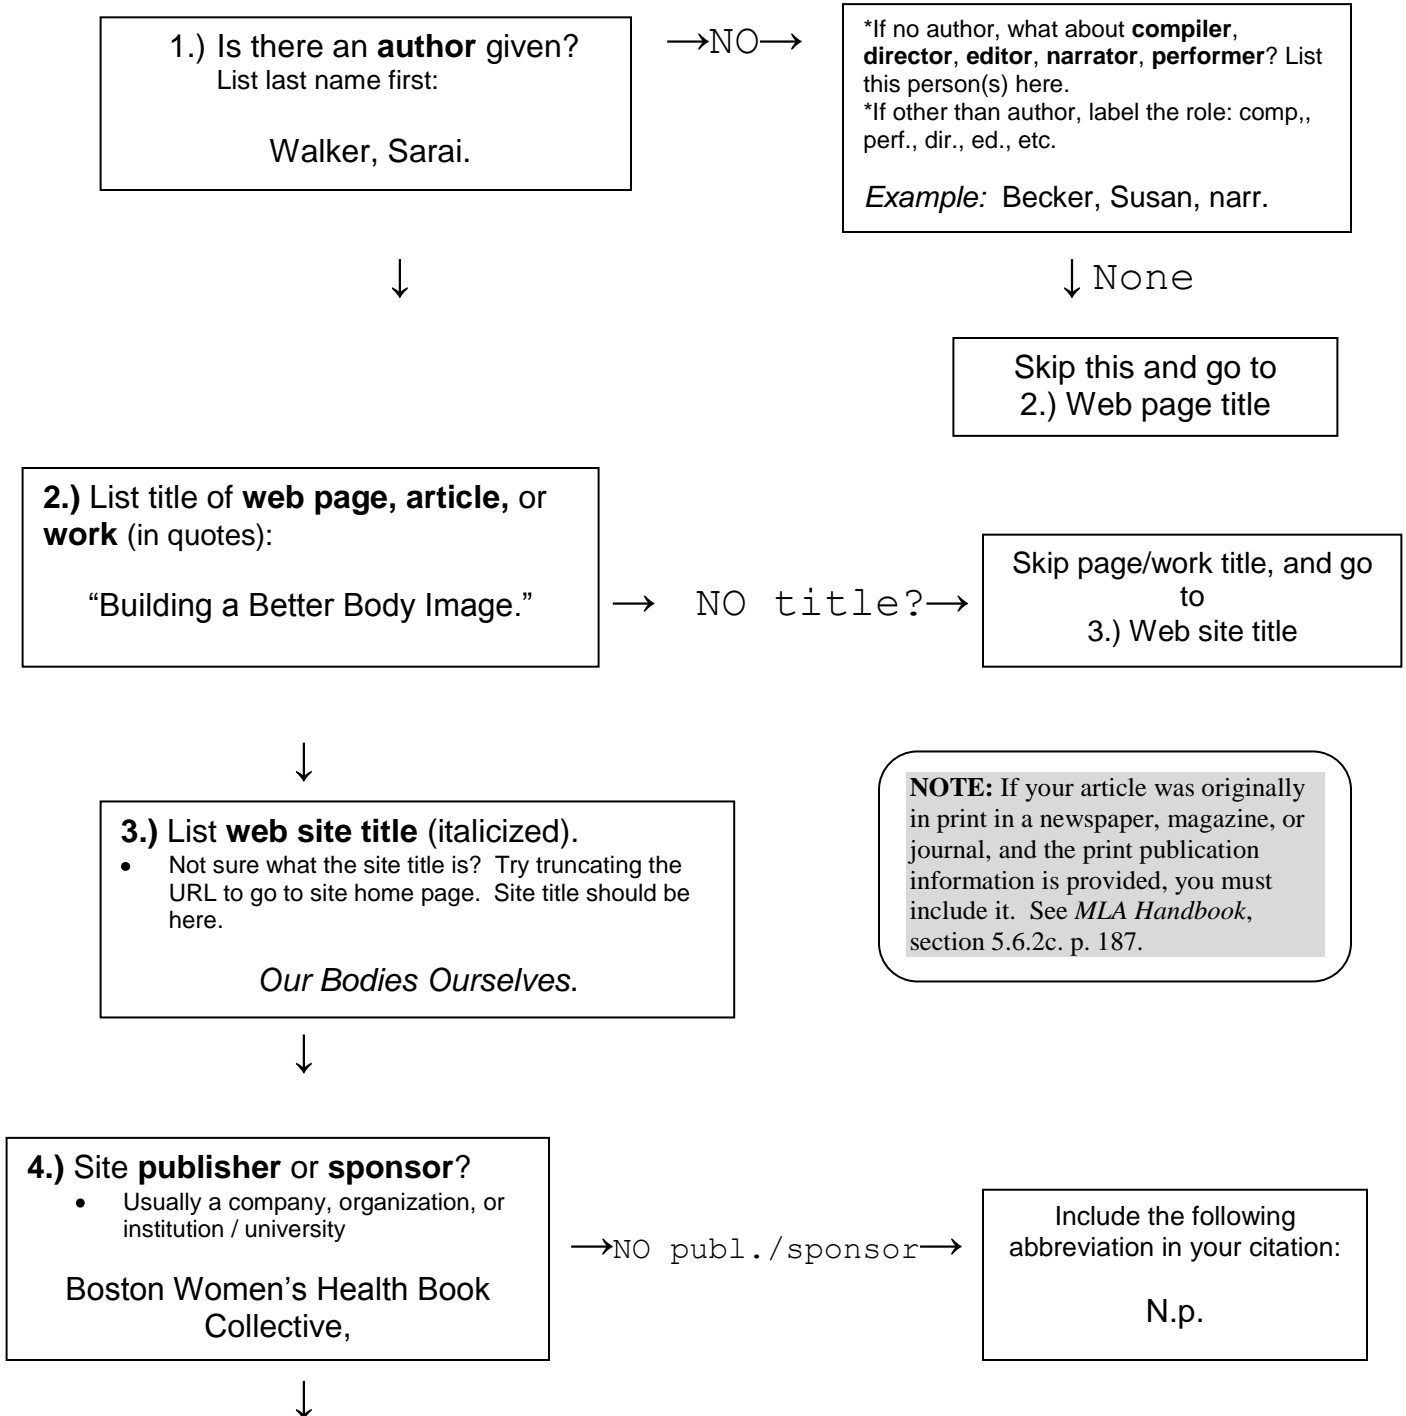 1.) Is there an author given?
List last name first:
Walker, Sarai.
→NO→
*If no author, what about compiler,
director, editor, narrator, performer? List
this person(s) here.
*If other than author, label the role: comp,,
perf., dir., ed., etc.
Example: Becker, Susan, narr.
↓
↓ None
Skip this and go to
2.) Web page title
2.) List title of web page, article, or
work (in quotes):
“Building a Better Body Image.”
→ NO title?→
Skip page/work title, and go
to
3.) Web site title
↓
NOTE: If your article was originally
in print in a newspaper, magazine, or
journal, and the print publication
information is provided, you must
include it. See MLA Handbook,
section 5.6.2c. p. 187.
3.) List web site title (italicized).
• Not sure what the site title is? Try truncating the
URL to go to site home page. Site title should be
here.
Our Bodies Ourselves.
↓
4.) Site publisher or sponsor?
• Usually a company, organization, or
institution / university
Boston Women’s Health Book
Collective,
→NO publ./sponsor→
Include the following
abbreviation in your citation:
N.p.
↓